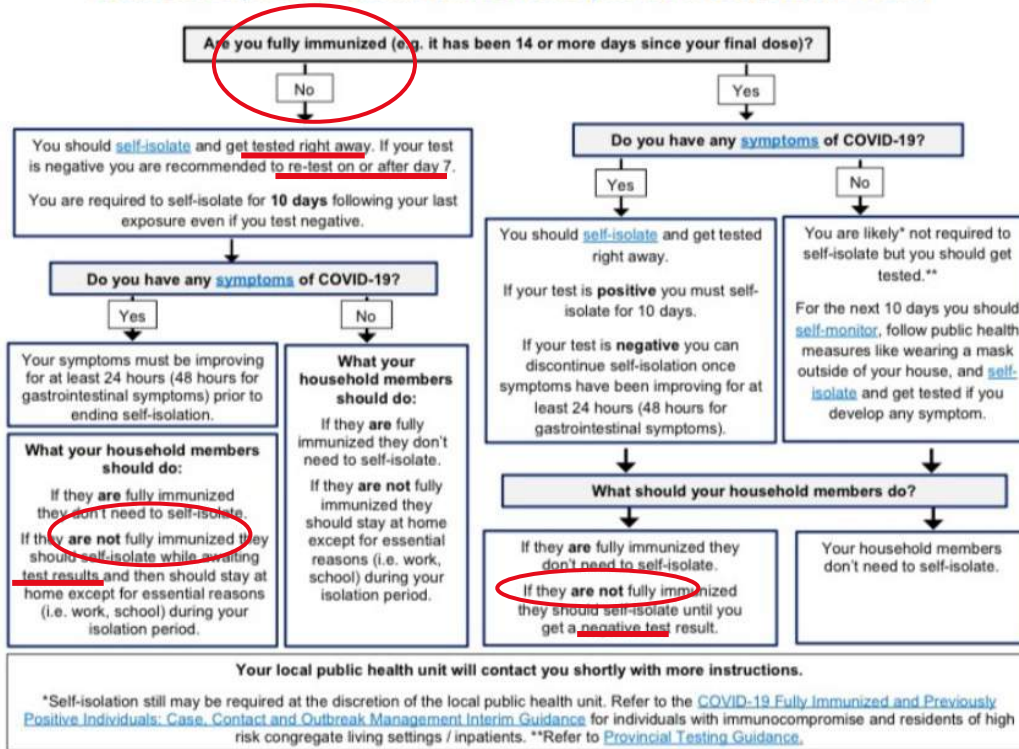 Are you fully immunized (e.g. it has been 14 or more days since your final dose)?
No
You should self-isolate and get tested right away. If your test
is negative you are recommended to re-test on or after day 7.
You are required to self-isolate for 10 days following your last
exposure even if you test negative.
Do you have any symptoms of COVID-19?
Yes
Your symptoms must be improving
for at least 24 hours (48 hours for
gastrointestinal symptoms) prior to
ending self-isolation.
What your household members
should do:
If they are fully immunized
they don't need to self-isolate.
If they are not fully immunized they
should self-isolate while awaiting
test results and then should stay at
home except for essential reasons
(i.e. work, school) during your
isolation period.
No
What your
household members
should do:
If they are fully
immunized they don't
need to self-isolate.
If they are not fully
immunized they
should stay at home
except for essential
reasons (i.e. work,
school) during your
isolation period.
Yes
Do you have any symptoms of COVID-19?
Yes
You should self-isolate and get tested
right away.
If your test is positive you must self-
isolate for 10 days.
If your test is negative you can
discontinue self-isolation once
symptoms have been improving for at
least 24 hours (48 hours for
gastrointestinal symptoms).
No
You are likely* not required to
self-isolate but you should get
tested.**
For the next 10 days you should
self-monitor, follow public health
measures like wearing a mask
outside of your house, and self-
isolate and get tested if you
develop any symptom.
What should your household members do?
If they are fully immunized they
don't need to self-isolate.
If they are not fully immunized
they should self-isolate until you
get a negative test result.
Your household members
don't need to self-isolate.
Your local public health unit will contact you shortly with more instructions.
*Self-isolation still may be required at the discretion of the local public health unit. Refer to the COVID-19 Fully Immunized and Previously
Positive Individuals: Case, Contact and Outbreak Management Interim Guidance for individuals with immunocompromise and residents of high
risk congregate living settings / inpatients. **Refer to Provincial Testing Guidance.